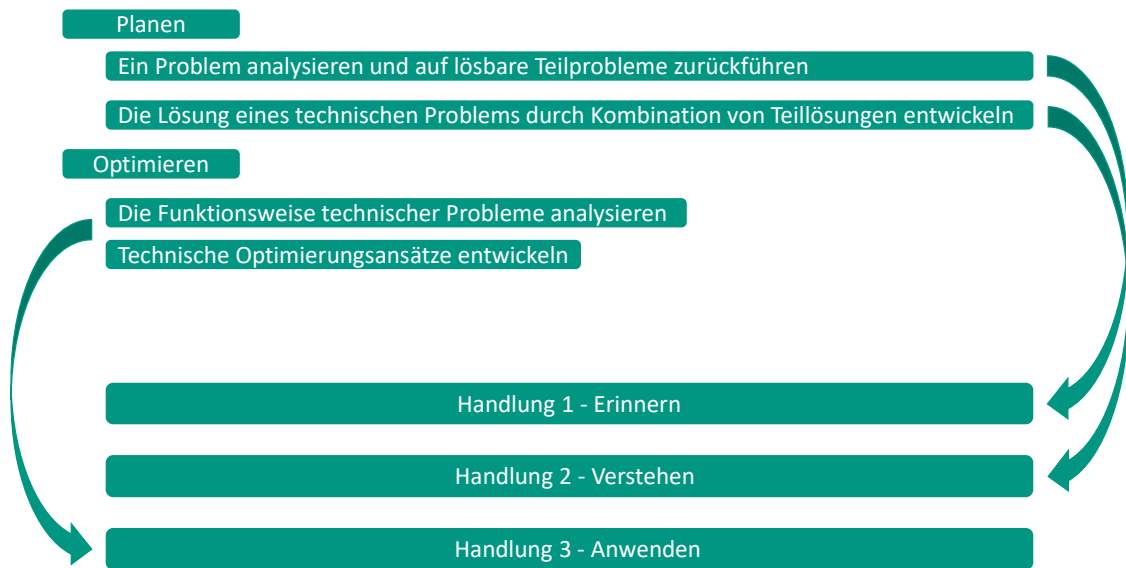 Planen
Ein Problem analysieren und auf lösbare Teilprobleme zurückführen
Die Lösung eines technischen Problems durch Kombination von Teillösungen entwickeln
Optimieren
Die Funktionsweise technischer Probleme analysieren
Technische Optimierungsansätze entwickeln
Handlung 1 - Erinnern
Handlung 2 - Verstehen
Handlung 3 - Anwenden